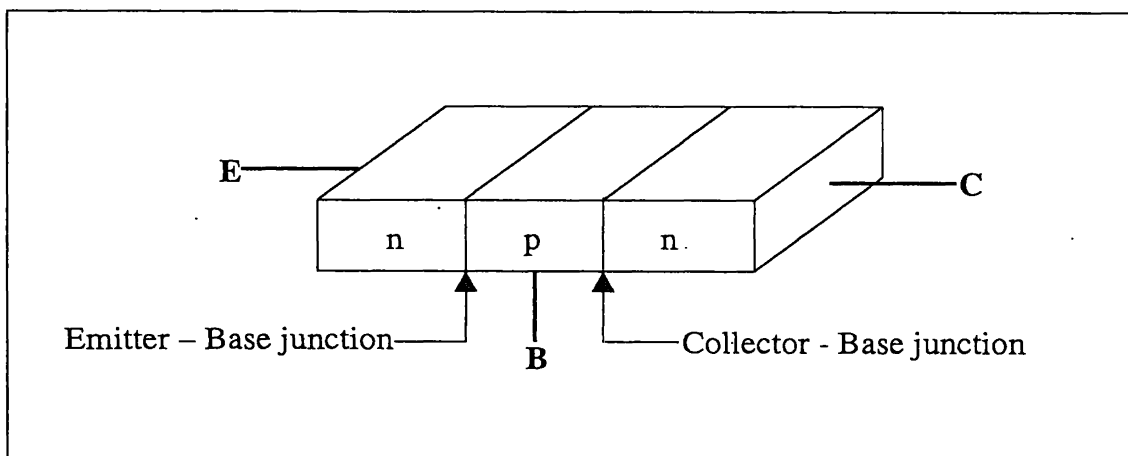 E
C
n p n
Emitter – Base junction
B
Collector - Base junction